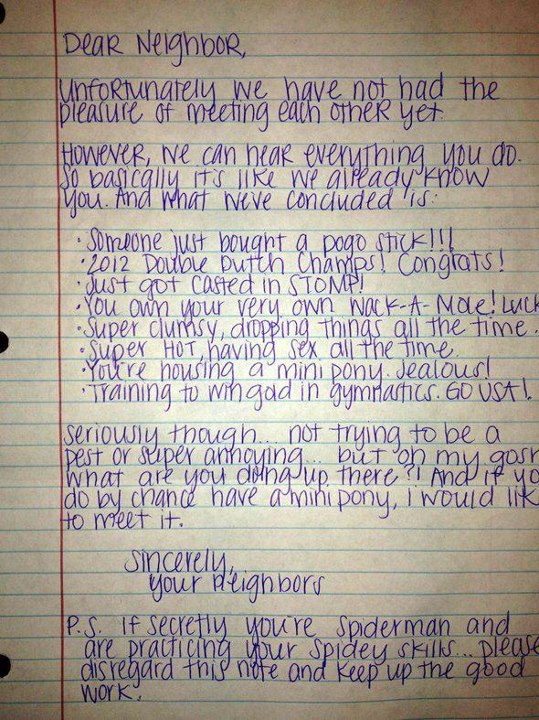 Dear Neighbor,
Unfortunately we have not had the
pleasure of meeting each other yet.
However, we can hear everything you do.
So basically it's like we already know
you. And what we've concluded is:
· Someone just bought a pogo stick!!!
· 2012 Double Dutch Champs! Congrats!
· Just got casted in STOMP!
· You own your very own Wack-A-Mole! Luck
· Super clumsy, dropping things all the time.
· Super HOT, having sex all the time.
· You're housing a mini pony. Jealous!
· Training to win gold in gymnastics. GO USA!
Seriously though... not trying to be a
pest or super annoying... but oh my gosh
what are you doing up there?! And if yo
do by chance have a mini pony, I would lik
to meet it.
Sincerely,
Your Neighbors
P.S. If secretly you're Spiderman and
are practicing your spidey skills... please
disregard this note and keep up the good
work.